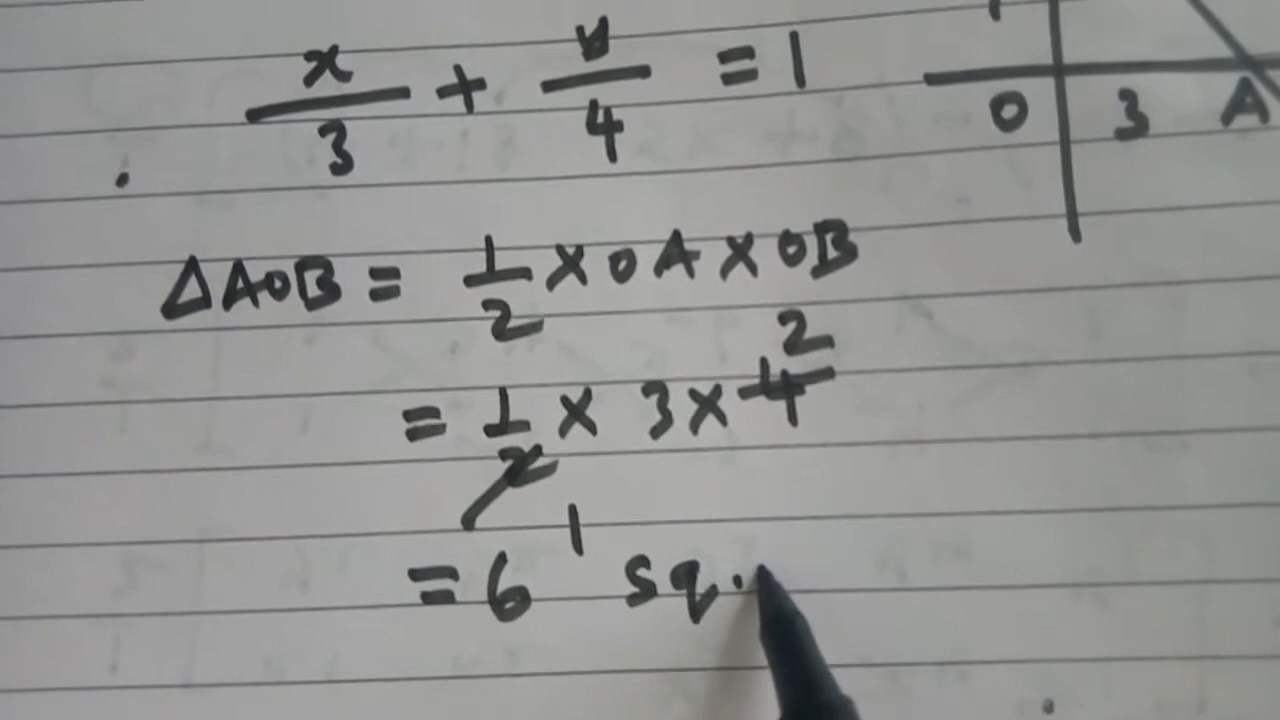 x/3 + y/4 = 1
0 3 A
ΔAOB = 1/2 × OA × OB
= 1/2 × 3 × 4 2
1
= 6 sq.